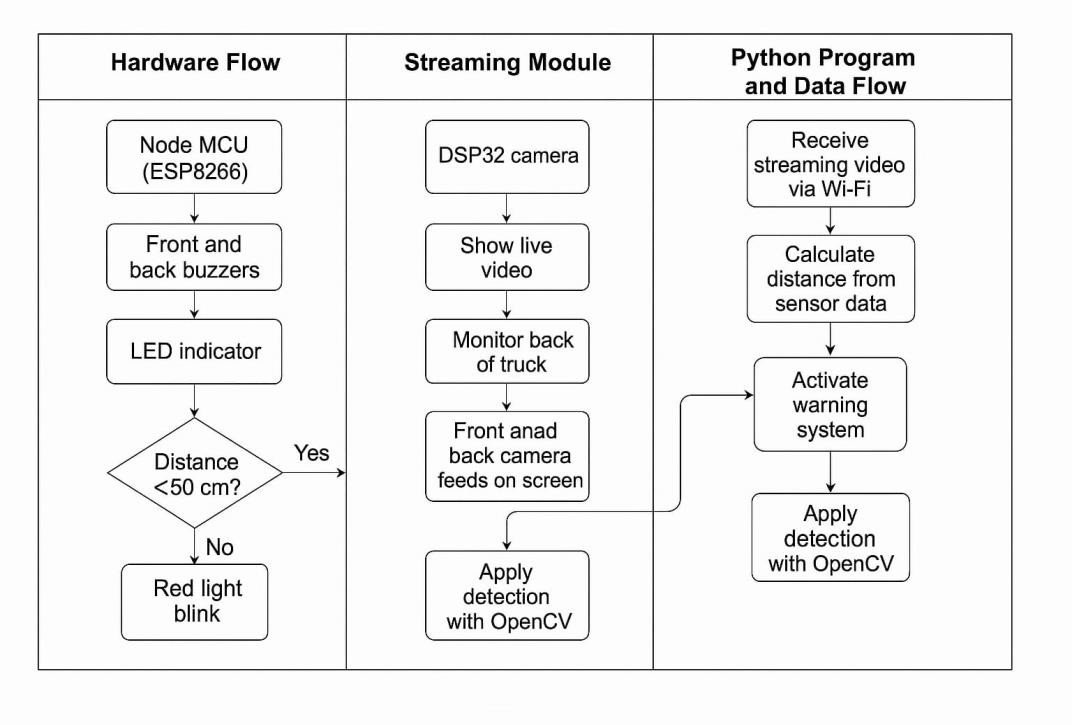 Hardware Flow
Node MCU
(ESP8266)
Front and
back buzzers
LED indicator
Distance
<50 cm?
Yes
No
Red light
blink
Streaming Module
DSP32 camera
Show live
video
Monitor back
of truck
Front anad
back camera
feeds on screen
Apply
detection
with OpenCV
Python Program
and Data Flow
Receive
streaming video
via Wi-Fi
Calculate
distance from
sensor data
Activate
warning
system
Apply
detection
with OpenCV